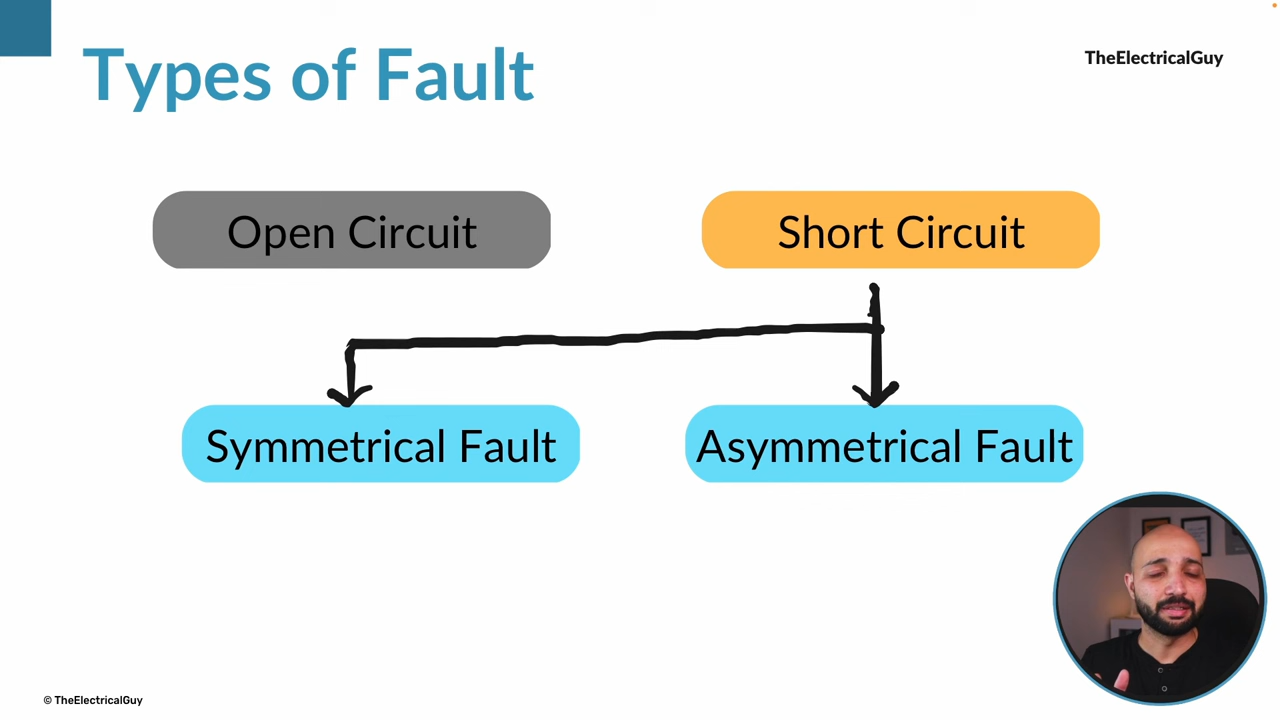 Types of Fault
TheElectricalGuy
Open Circuit
Short Circuit
Symmetrical Fault
Asymmetrical Fault
© TheElectricalGuy